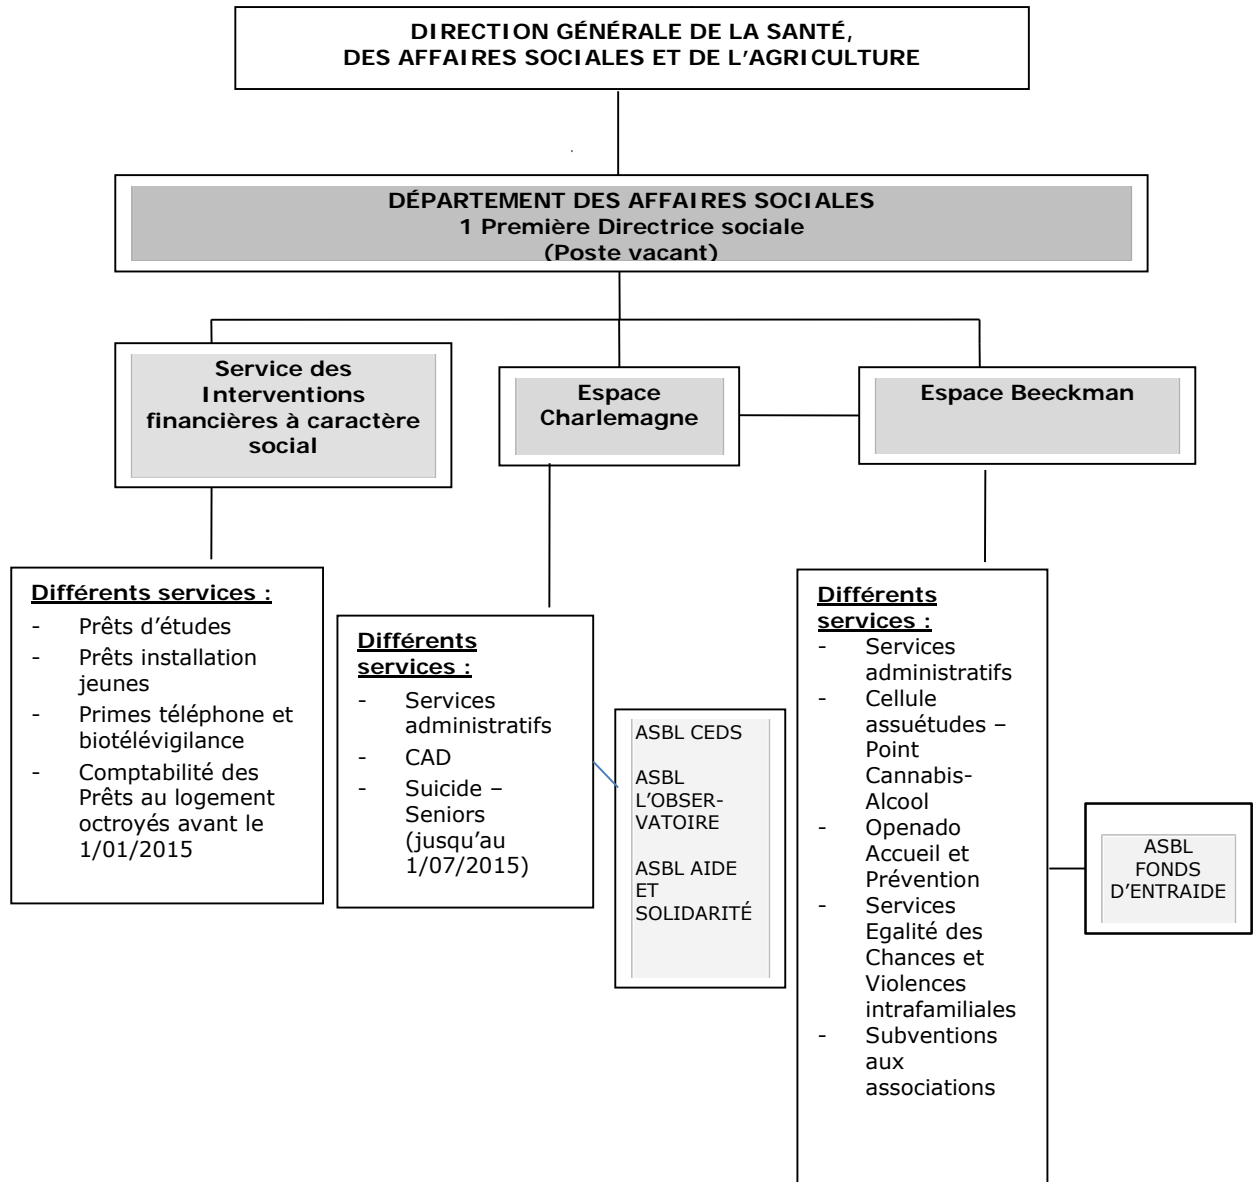 DIRECTION GÉNÉRALE DE LA SANTÉ,
DES AFFAIRES SOCIALES ET DE L’AGRICULTURE
DÉPARTEMENT DES AFFAIRES SOCIALES
1 Première Directrice sociale
(Poste vacant)
Service des
Interventions
financières à caractère
social
Espace
Charlemagne
Espace Beeckman
Différents services :
- Prêts d’études
- Prêts installation
jeunes
- Primes téléphone et
biotélévigilance
- Comptabilité des
Prêts au logement
octroyés avant le
1/01/2015
Différents
services :
- Services
administratifs
- CAD
- Suicide –
Seniors
(jusqu’au
1/07/2015)
ASBL CEDS
ASBL
L’OBSER-
VATOIRE
ASBL AIDE
ET
SOLIDARITÉ
Différents
services :
- Services
administratifs
- Cellule
assuétudes –
Point
Cannabis-
Alcool
- Openado
Accueil et
Prévention
- Services
Egalité des
Chances et
Violences
intrafamiliales
- Subventions
aux
associations
ASBL
FONDS
D’ENTRAIDE